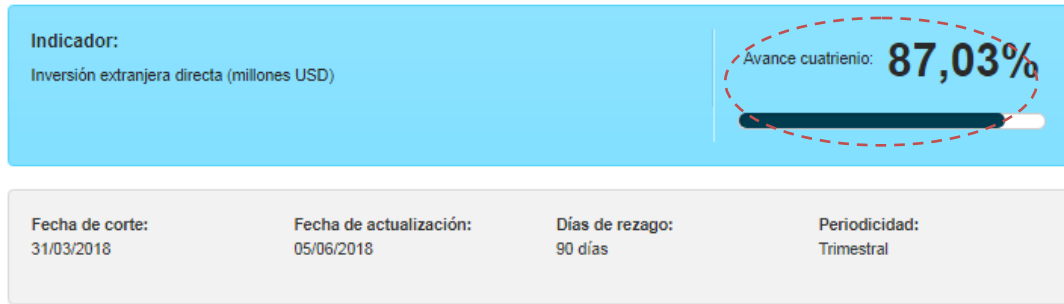 Indicador:
Inversión extranjera directa (millones USD)
Avance cuatrienio: 87,03%
Fecha de corte: Fecha de actualización: Días de rezago: Periodicidad:
31/03/2018 05/06/2018 90 días Trimestral